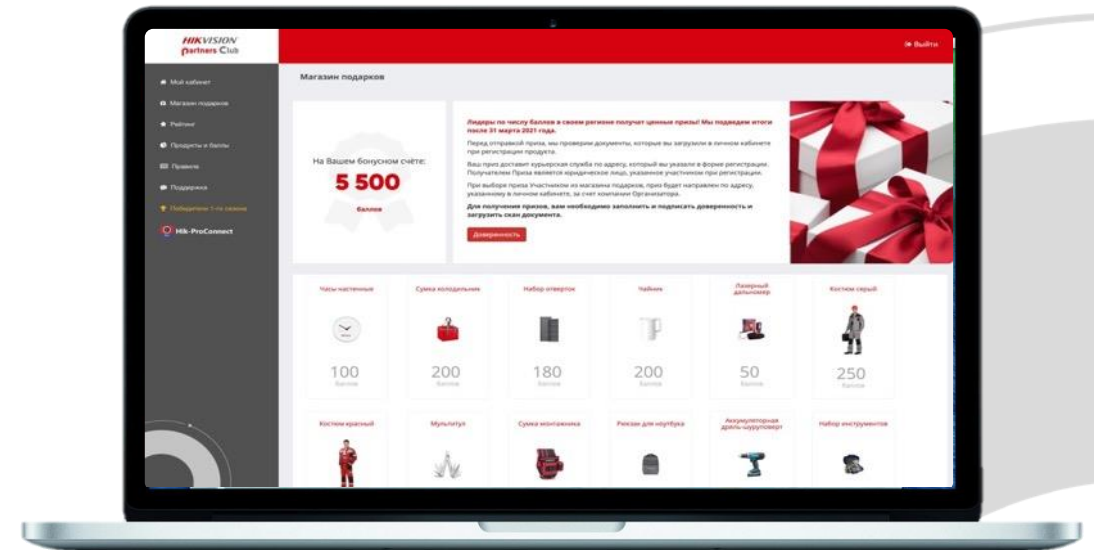 HIKVISION
partners Club
Выйти
Мой кабинет
Магазин подарков
Рейтинг
Продукты и баллы
Правила
Поддержка
Победители 1-го сезона
Hik-ProConnect
Магазин подарков
На Вашем бонусном счёте:
5 500
баллов
Лидеры по числу баллов в своем регионе получат ценные призы! Мы подведем итоги
после 31 марта 2021 года.
Перед отправкой приза, мы проверим документы, которые вы загрузили в личном кабинете
при регистрации продукта.
Ваш приз доставит курьерская служба по адресу, который вы указали в форме регистрации.
Получателем Приза является юридическое лицо, указанное участником при регистрации.
При выборе приза Участником из магазина подарков, приз будет направлен по адресу,
указанному в личном кабинете, за счет компании Организатора.
Для получения призов, вам необходимо заполнить и подписать доверенность и
загрузить скан документа.
Доверенность
Часы настенные
Сумка холодильник
Набор отверток
Чайник
Лазерный
дальномер
Костюм серый
100
баллов
200
баллов
180
баллов
200
баллов
50
баллов
250
баллов
Костюм красный
Мультитул
Сумка монтажника
Рюкзак для ноутбука
Аккумуляторная
дрель-шуруповерт
Набор инструментов